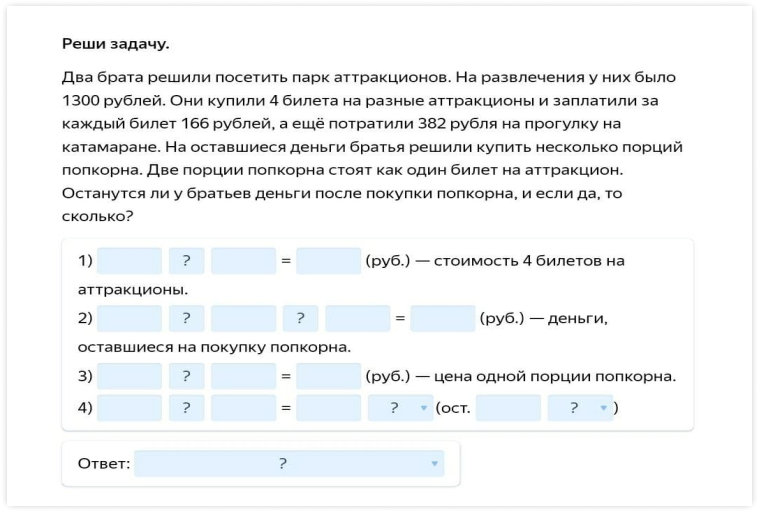 Реши задачу.
Два брата решили посетить парк аттракционов. На развлечения у них было
1300 рублей. Они купили 4 билета на разные аттракционы и заплатили за
каждый билет 166 рублей, а ещё потратили 382 рубля на прогулку на
катамаране. На оставшиеся деньги братья решили купить несколько порций
попкорна. Две порции попкорна стоят как один билет на аттракцион.
Останутся ли у братьев деньги после покупки попкорна, и если да, то
сколько?
1) ? = (руб.) — стоимость 4 билетов на
аттракционы.
2) ? ? = (руб.) — деньги,
оставшиеся на покупку попкорна.
3) ? = (руб.) — цена одной порции попкорна.
4) ? = ? (ост. ? )
Ответ: ?